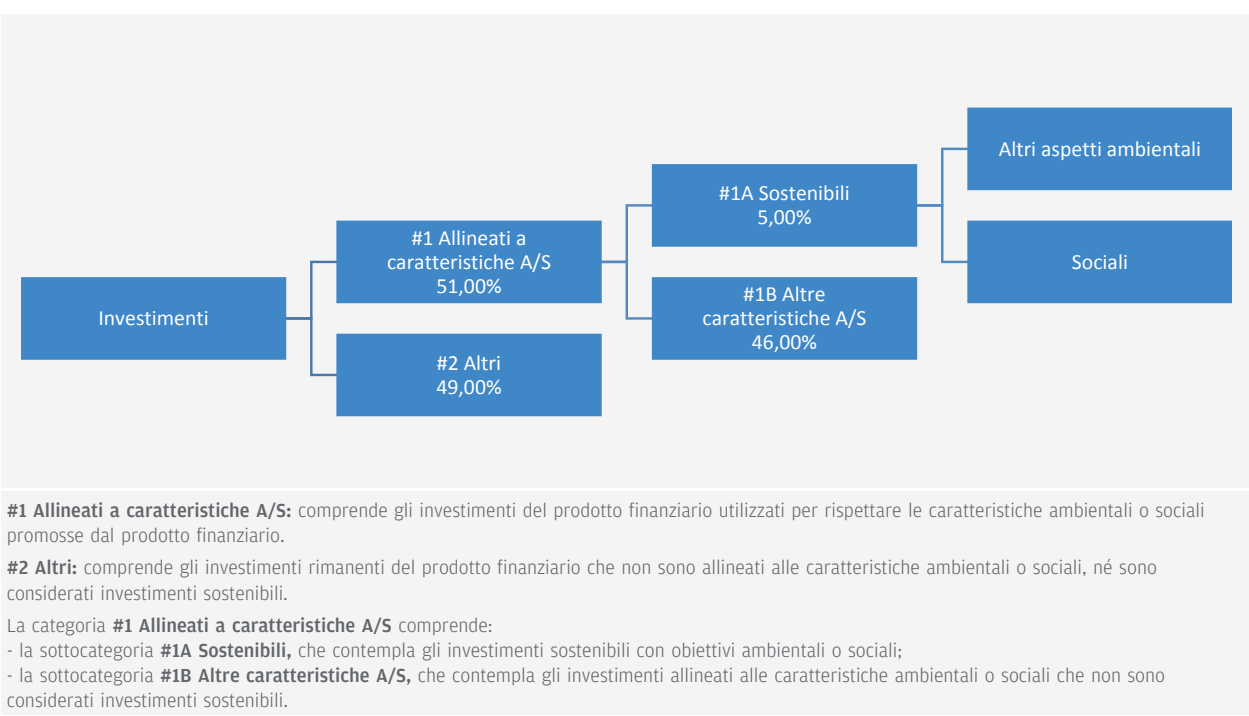 Investimenti
#1 Allineati a
caratteristiche A/S
51,00%
#2 Altri
49,00%
#1A Sostenibili
5,00%
#1B Altre
caratteristiche A/S
46,00%
Altri aspetti ambientali
Sociali
#1 Allineati a caratteristiche A/S: comprende gli investimenti del prodotto finanziario utilizzati per rispettare le caratteristiche ambientali o sociali
promosse dal prodotto finanziario.
#2 Altri: comprende gli investimenti rimanenti del prodotto finanziario che non sono allineati alle caratteristiche ambientali o sociali, né sono
considerati investimenti sostenibili.
La categoria #1 Allineati a caratteristiche A/S comprende:
- la sottocategoria #1A Sostenibili, che contempla gli investimenti sostenibili con obiettivi ambientali o sociali;
- la sottocategoria #1B Altre caratteristiche A/S, che contempla gli investimenti allineati alle caratteristiche ambientali o sociali che non sono
considerati investimenti sostenibili.